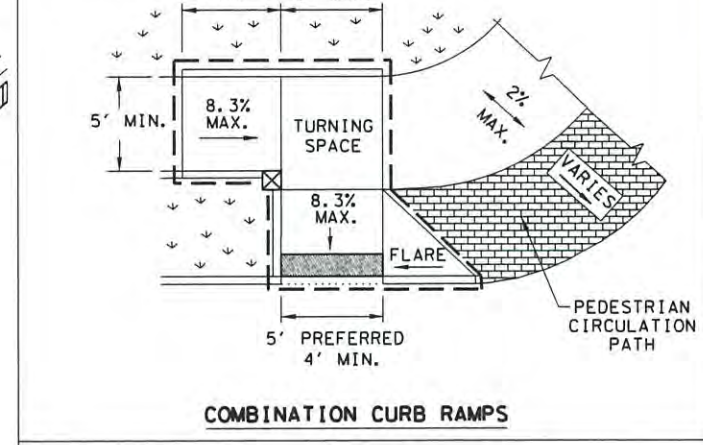 8.3%
MAX.
5' MIN.
TURNING
SPACE
2%
MAX.
VARIES
8.3%
MAX.
FLARE
PEDESTRIAN
CIRCULATION
PATH
5' PREFERRED
4' MIN.
COMBINATION CURB RAMPS